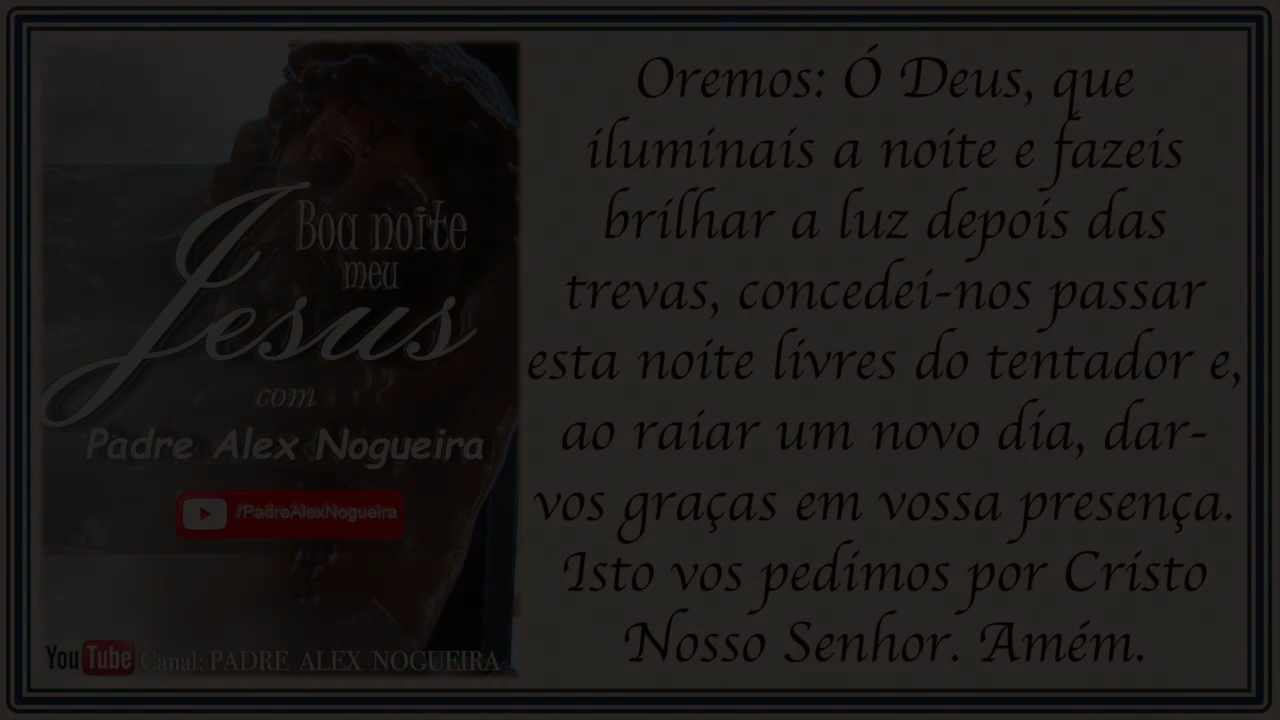 Boa noite
meu
Jesus
com
Padre Alex Nogueira
/PadreAlexNogueira
YouTube Canal: PADRE ALEX NOGUEIRA
Oremos: Ó Deus, que
iluminais a noite e fazeis
brilhar a luz depois das
trevas, concedei-nos passar
esta noite livres do tentador e,
ao raiar um novo dia, dar-
vos graças em vossa presença.
Isto vos pedimos por Cristo
Nosso Senhor. Amém.